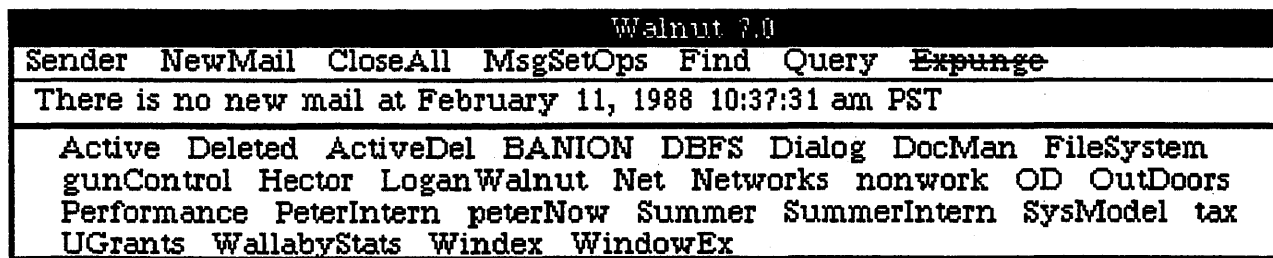 Walnut 7.0
Sender NewMail CloseAll MsgSetOps Find Query Expunge
There is no new mail at February 11, 1988 10:37:31 am PST
Active Deleted ActiveDel BANION DBFS Dialog DocMan FileSystem
gunControl Hector LoganWalnut Net Networks nonwork OD OutDoors
Performance PeterIntern peterNow Summer SummerIntern SysModel tax
UGrants WallabyStats Windex WindowEx